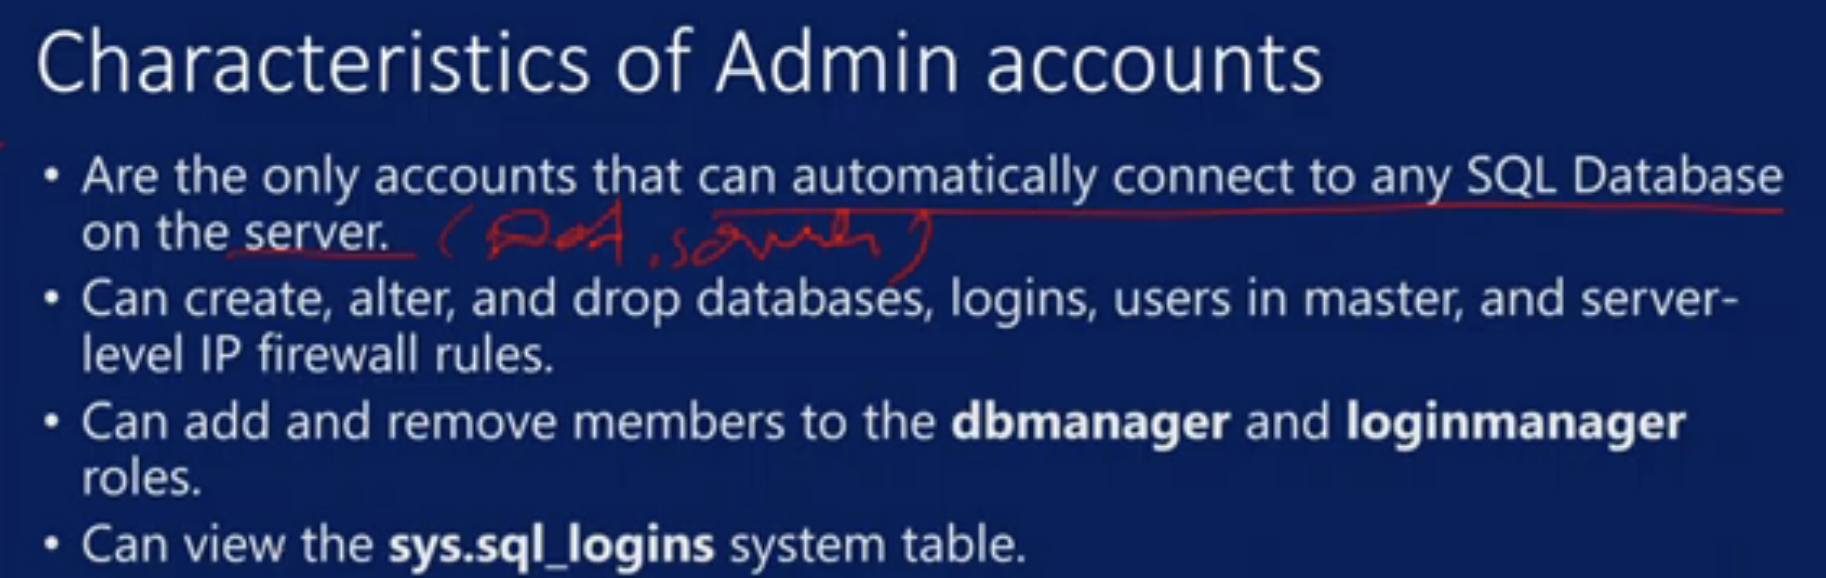 Characteristics of Admin accounts
• Are the only accounts that can automatically connect to any SQL Database
on the server.
• Can create, alter, and drop databases, logins, users in master, and server-
level IP firewall rules.
• Can add and remove members to the dbmanager and loginmanager
roles.
• Can view the sys.sql_logins system table.